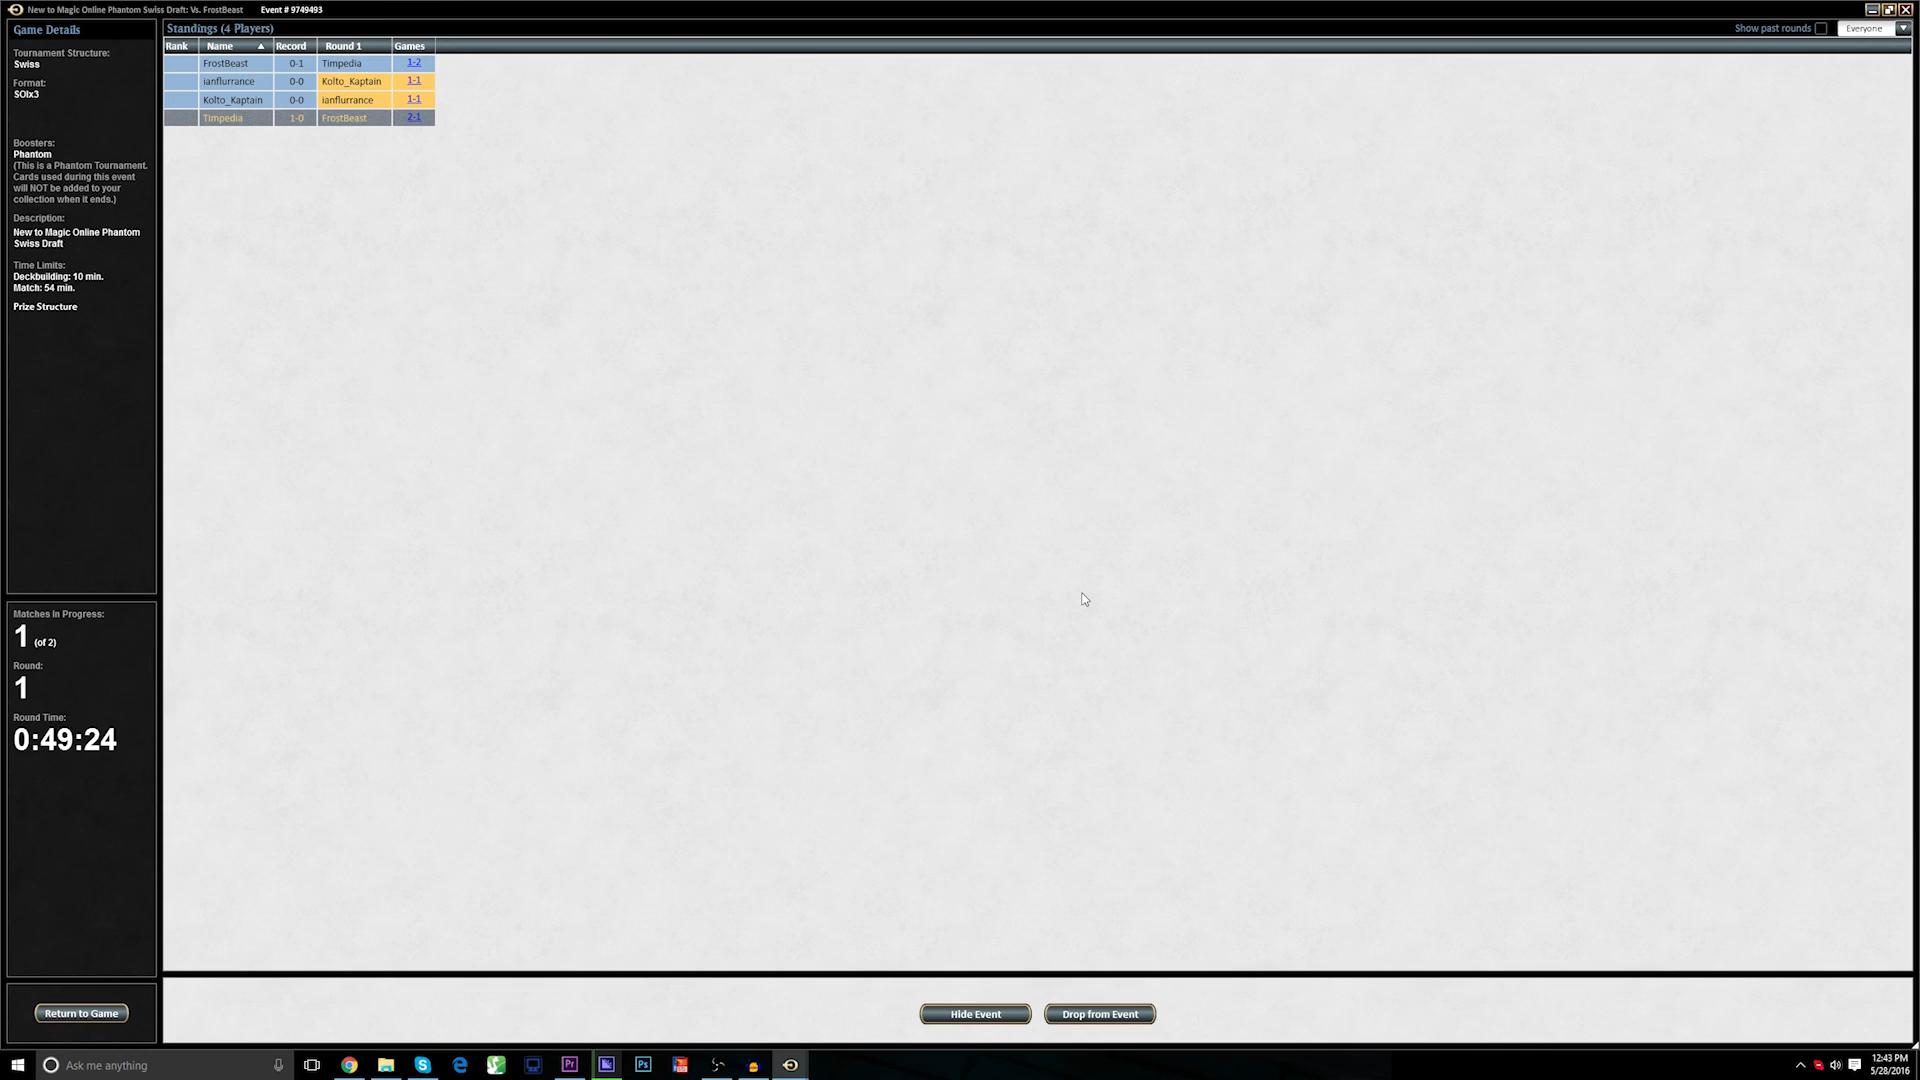 New to Magic Online Phantom Swiss Draft: Vs. FrostBeast Event # 9749493
Game Details
Tournament Structure:
Swiss
Format:
SOIx3
Boosters:
Phantom
(This is a Phantom Tournament.
Cards used during this event
will NOT be added to your
collection when it ends.)
Description:
New to Magic Online Phantom
Swiss Draft
Time Limits:
Deckbuilding: 10 min.
Match: 54 min.
Prize Structure
Matches in Progress:
1 (of 2)
Round:
1
Round Time:
0:49:24
Return to Game
Standings (4 Players)
Show past rounds
Everyone
Rank Name Record Round 1 Games
FrostBeast 0-1 Timpedia 1-2
ianflurrance 0-0 Kolto_Kaptain 1-1
Kolto_Kaptain 0-0 ianflurrance 1-1
Timpedia 1-0 FrostBeast 2-1
Hide Event
Drop from Event
Ask me anything
Pr
Ps
12:43 PM
5/28/2016